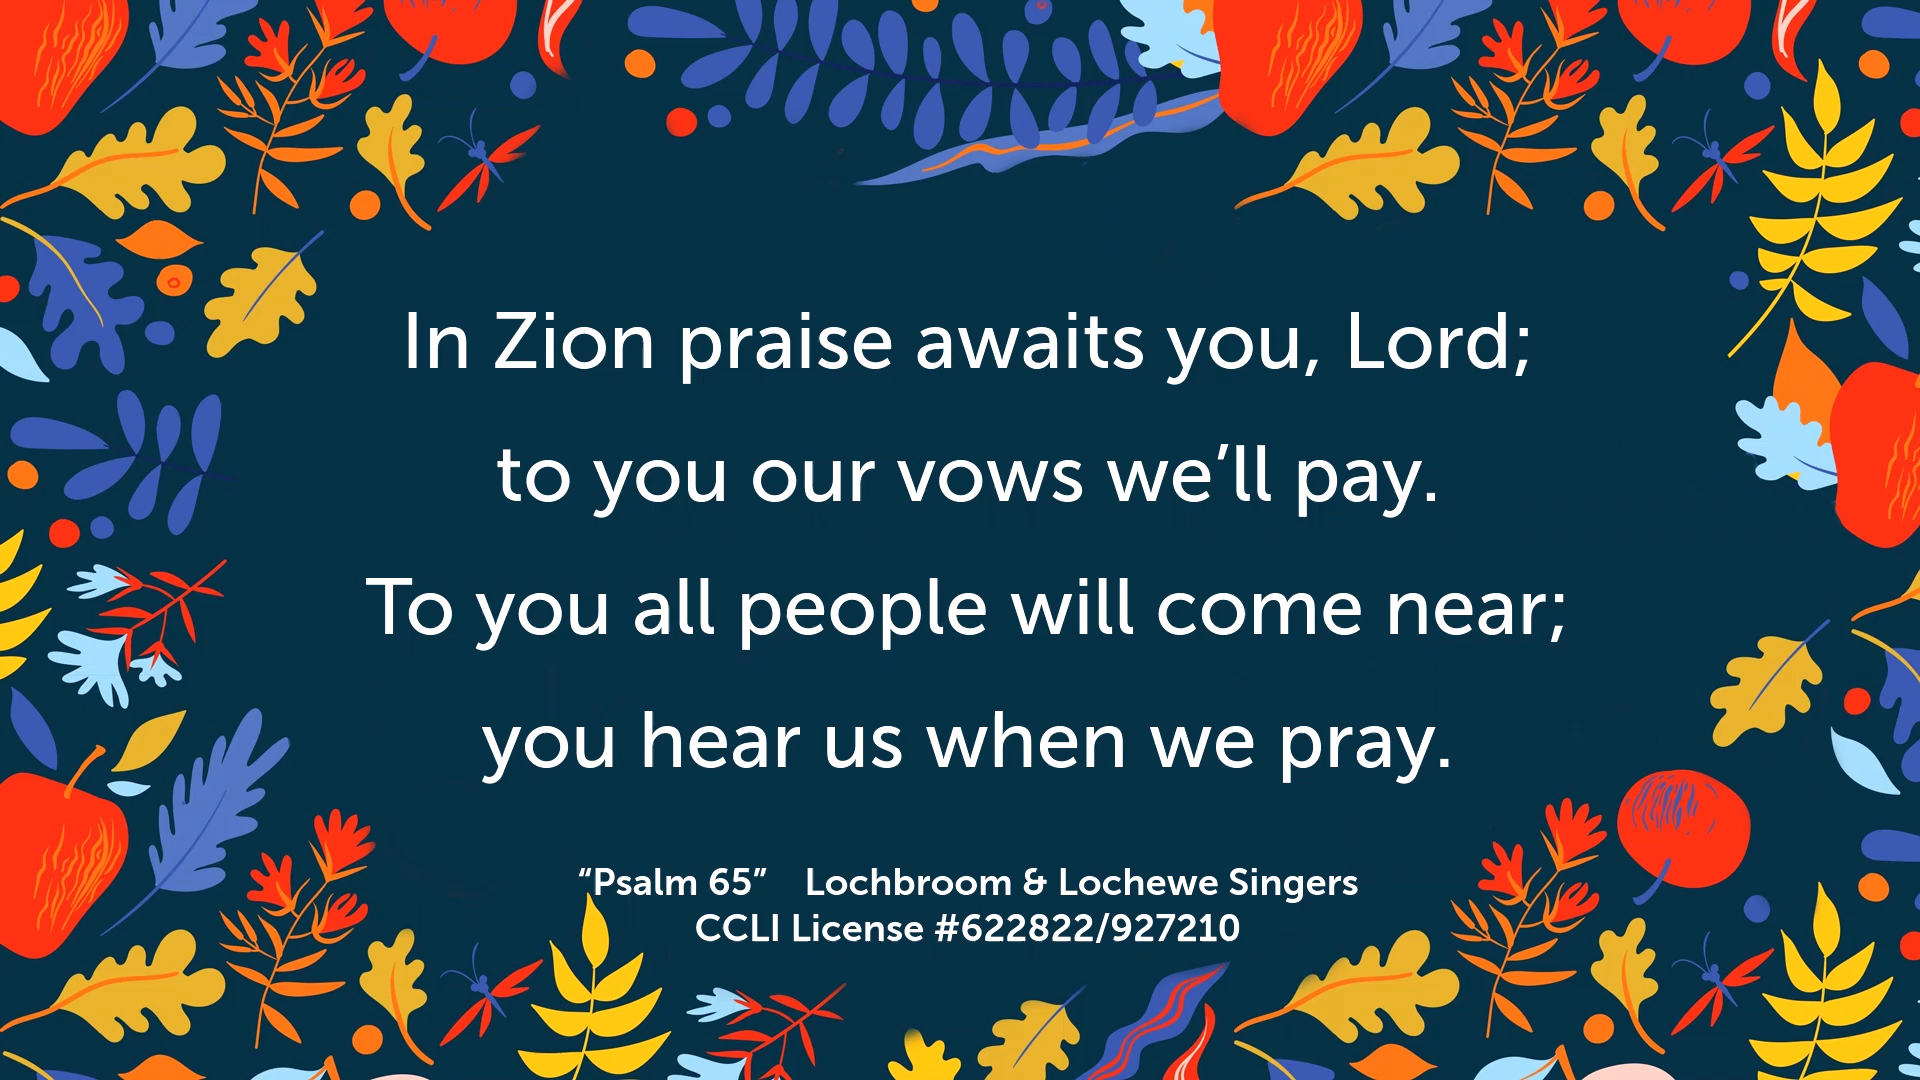 In Zion praise awaits you, Lord;
to you our vows we’ll pay.
To you all people will come near;
you hear us when we pray.
“Psalm 65” Lochbroom & Lochewe Singers
CCLI License #622822/927210